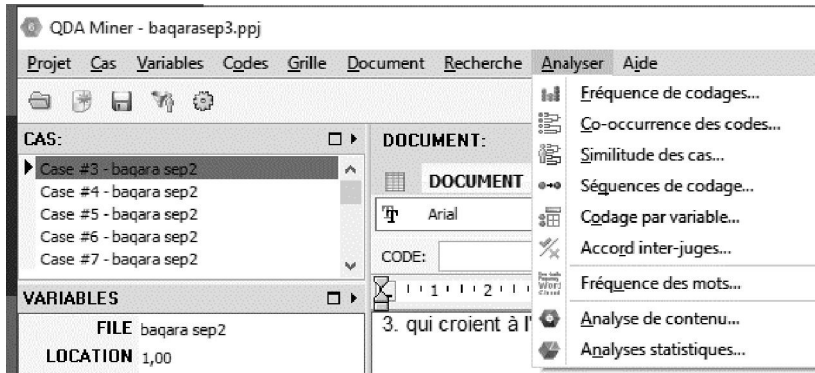 QDA Miner - baqarasep3.ppj
Projet Cas Variables Codes Grille Document Recherche Analyser Aide
CAS:
Case #3 - baqara sep2
Case #4 - baqara sep2
Case #5 - baqara sep2
Case #6 - baqara sep2
Case #7 - baqara sep2
VARIABLES
FILE baqara sep2
LOCATION 1,00
DOCUMENT:
DOCUMENT
Arial
CODE:
1 2
3. qui croient à l'
Fréquence de codages...
Co-occurrence des codes...
Similitude des cas...
Séquences de codage...
Codage par variable...
Accord inter-juges...
Fréquence des mots...
Analyse de contenu...
Analyses statistiques...